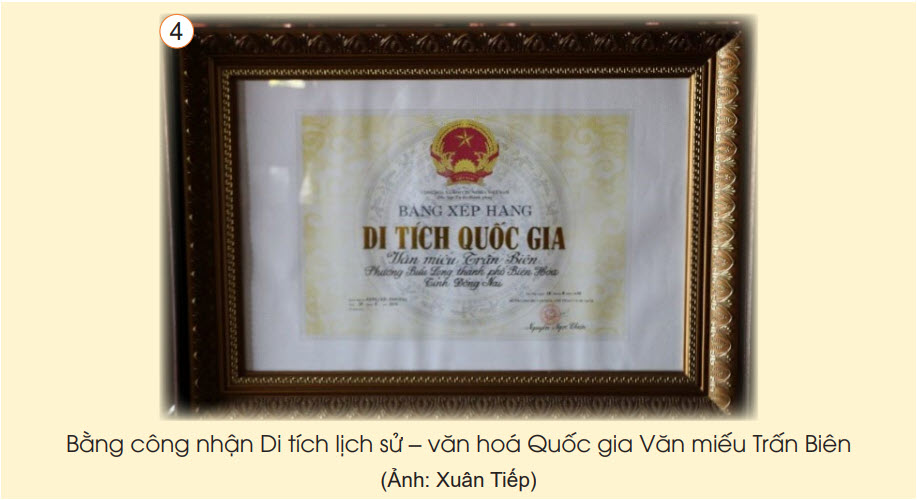 4
BẰNG XẾP HẠNG
DI TÍCH QUỐC GIA
Văn miếu Trấn Biên
Phường Bửu Long thành phố Biên Hòa
Tỉnh Đồng Nai
Bằng công nhận Di tích lịch sử – văn hoá Quốc gia Văn miếu Trấn Biên
(Ảnh: Xuân Tiếp)